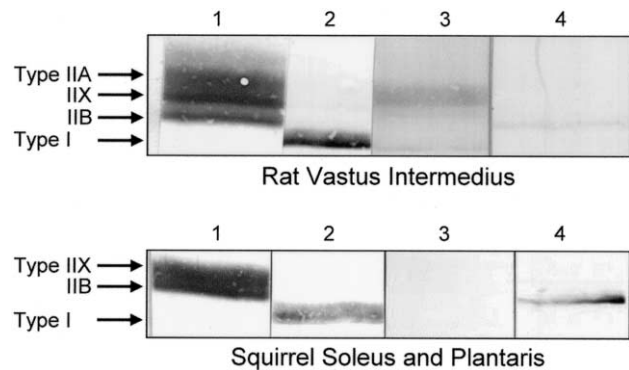 1 2 3 4
Type IIA
IIX
IIB
Type I
Rat Vastus Intermedius
1 2 3 4
Type IIX
IIB
Type I
Squirrel Soleus and Plantaris